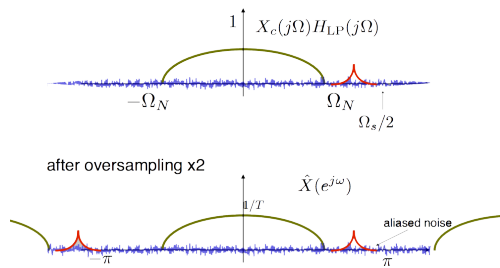 1
X_c(jΩ)H_LP(jΩ)
−Ω_N
Ω_N
Ω_s/2
after oversampling x2
1/T
X̂(e^{jω})
aliased noise
−π
π